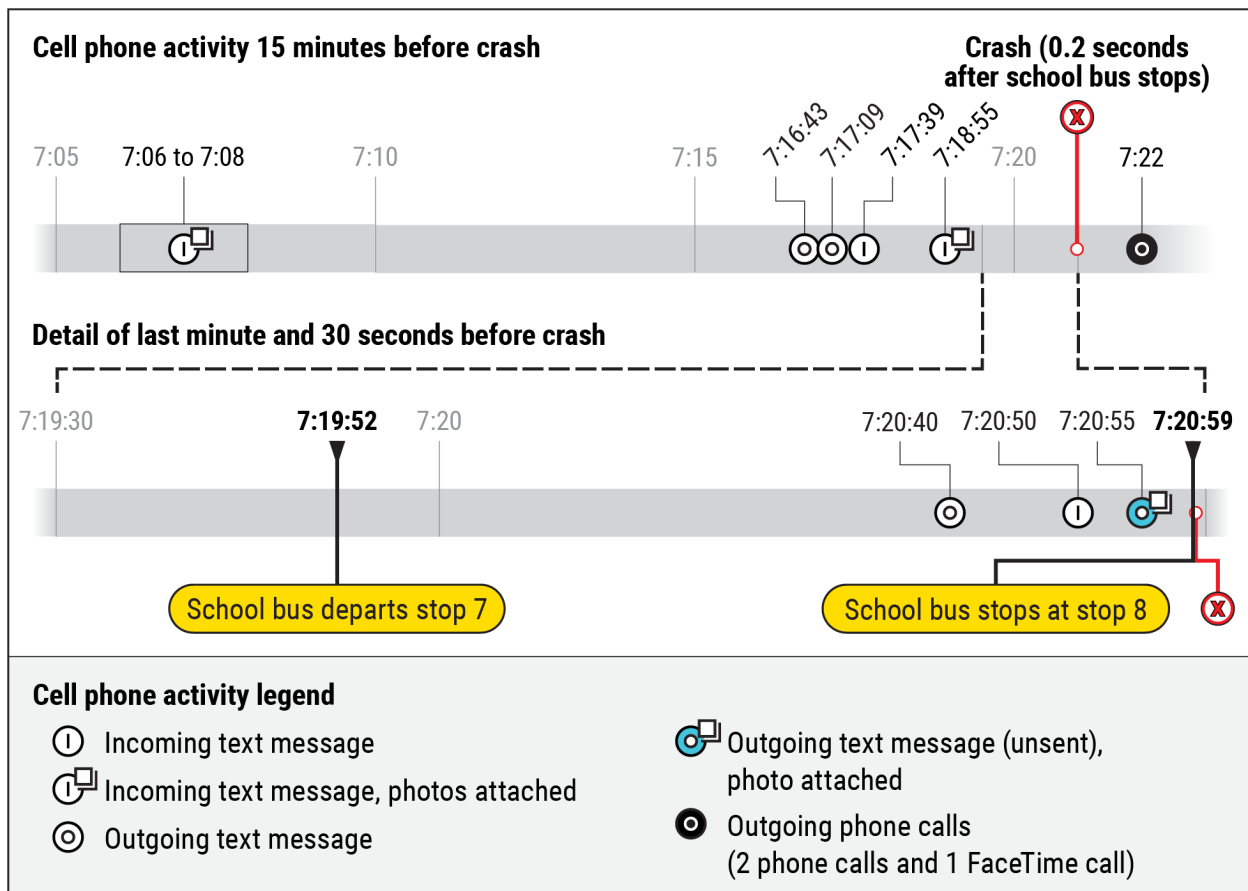 Cell phone activity 15 minutes before crash
Crash (0.2 seconds
after school bus stops)
7:05
7:06 to 7:08
7:10
7:15
7:16:43
7:17:09
7:17:39
7:18:55
7:20
7:22
X
I
O
O
I
I
O
Detail of last minute and 30 seconds before crash
7:19:30
7:19:52
7:20
7:20:40
7:20:50
7:20:55
7:20:59
O
I
O
School bus departs stop 7
School bus stops at stop 8
X
Cell phone activity legend
I Incoming text message
I Incoming text message, photos attached
O Outgoing text message
O Outgoing text message (unsent),
photo attached
O Outgoing phone calls
(2 phone calls and 1 FaceTime call)